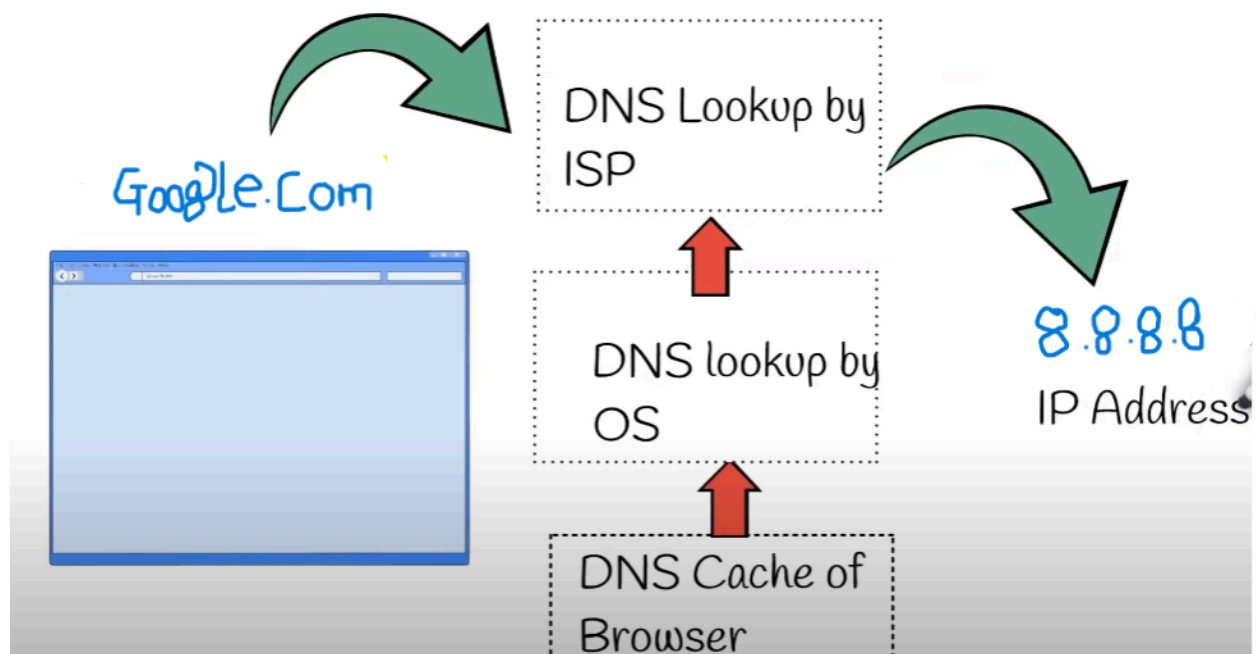 Google.Com
DNS Lookup by
ISP
DNS lookup by
OS
DNS Cache of
Browser
8.8.8.8
IP Address